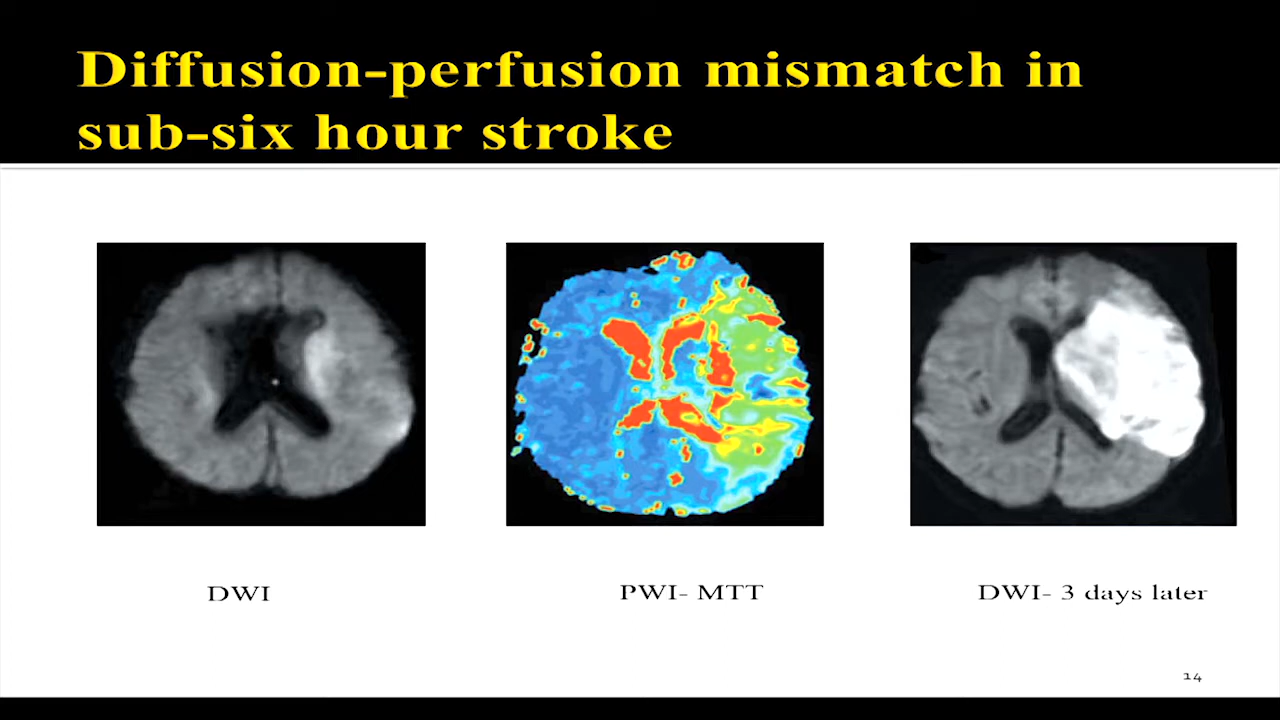 Diffusion-perfusion mismatch in
sub-six hour stroke
DWI
PWI- MTT
DWI- 3 days later
14